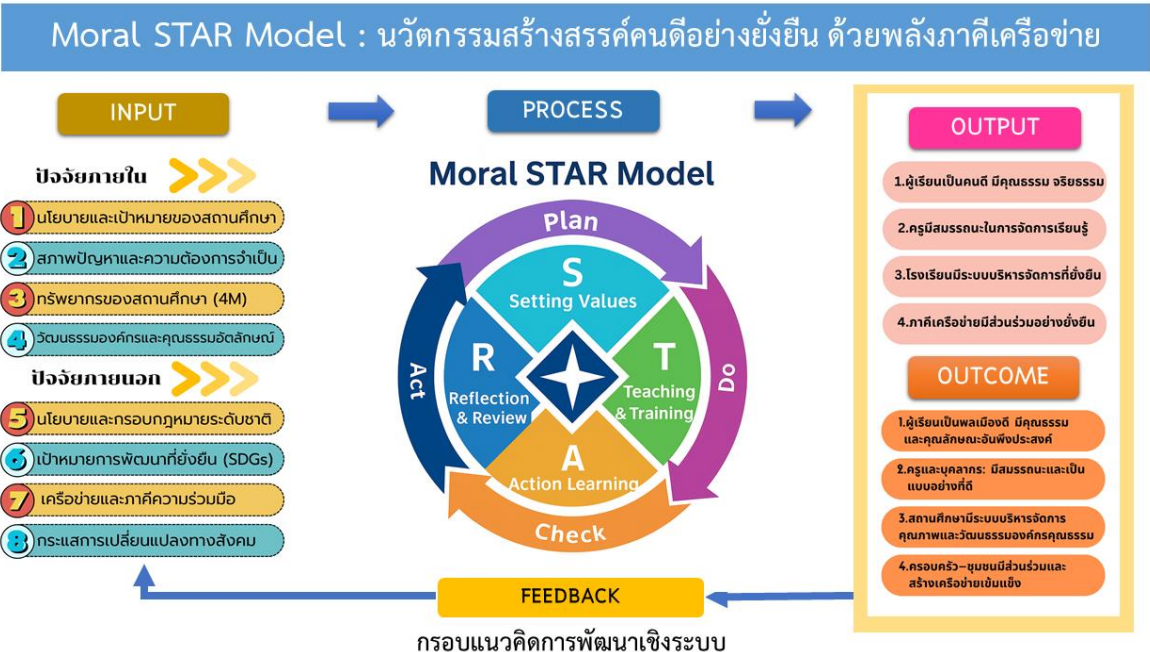 Moral STAR Model : นวัตกรรมสร้างสรรค์คนดีอย่างยั่งยืน ด้วยพลังภาคีเครือข่าย
INPUT
ปัจจัยภายใน
1 นโยบายและเป้าหมายของสถานศึกษา
2 สภาพปัญหาและความต้องการจำเป็น
3 ทรัพยากรของสถานศึกษา (4M)
4 วัฒนธรรมองค์กรและคุณธรรมอัตลักษณ์
ปัจจัยภายนอก
5 นโยบายและกรอบกฎหมายระดับชาติ
6 เป้าหมายการพัฒนาที่ยั่งยืน (SDGs)
7 เครือข่ายและภาคีความร่วมมือ
8 กระแสการเปลี่ยนแปลงทางสังคม
PROCESS
Moral STAR Model
Plan
Do
Check
Act
S
Setting Values
T
Teaching
& Training
A
Action Learning
R
Reflection
& Review
OUTPUT
1.ผู้เรียนเป็นคนดี มีคุณธรรม จริยธรรม
2.ครูมีสมรรถนะในการจัดการเรียนรู้
3.โรงเรียนมีระบบบริหารจัดการที่ยั่งยืน
4.ภาคีเครือข่ายมีส่วนร่วมอย่างยั่งยืน
OUTCOME
1.ผู้เรียนเป็นพลเมืองดี มีคุณธรรม
และคุณลักษณะอันพึงประสงค์
2.ครูและบุคลากร: มีสมรรถนะและเป็น
แบบอย่างที่ดี
3.สถานศึกษามีระบบบริหารจัดการ
คุณภาพและวัฒนธรรมองค์กรคุณธรรม
4.ครอบครัว–ชุมชนมีส่วนร่วมและ
สร้างเครือข่ายเข้มแข็ง
FEEDBACK
กรอบแนวคิดการพัฒนาเชิงระบบ